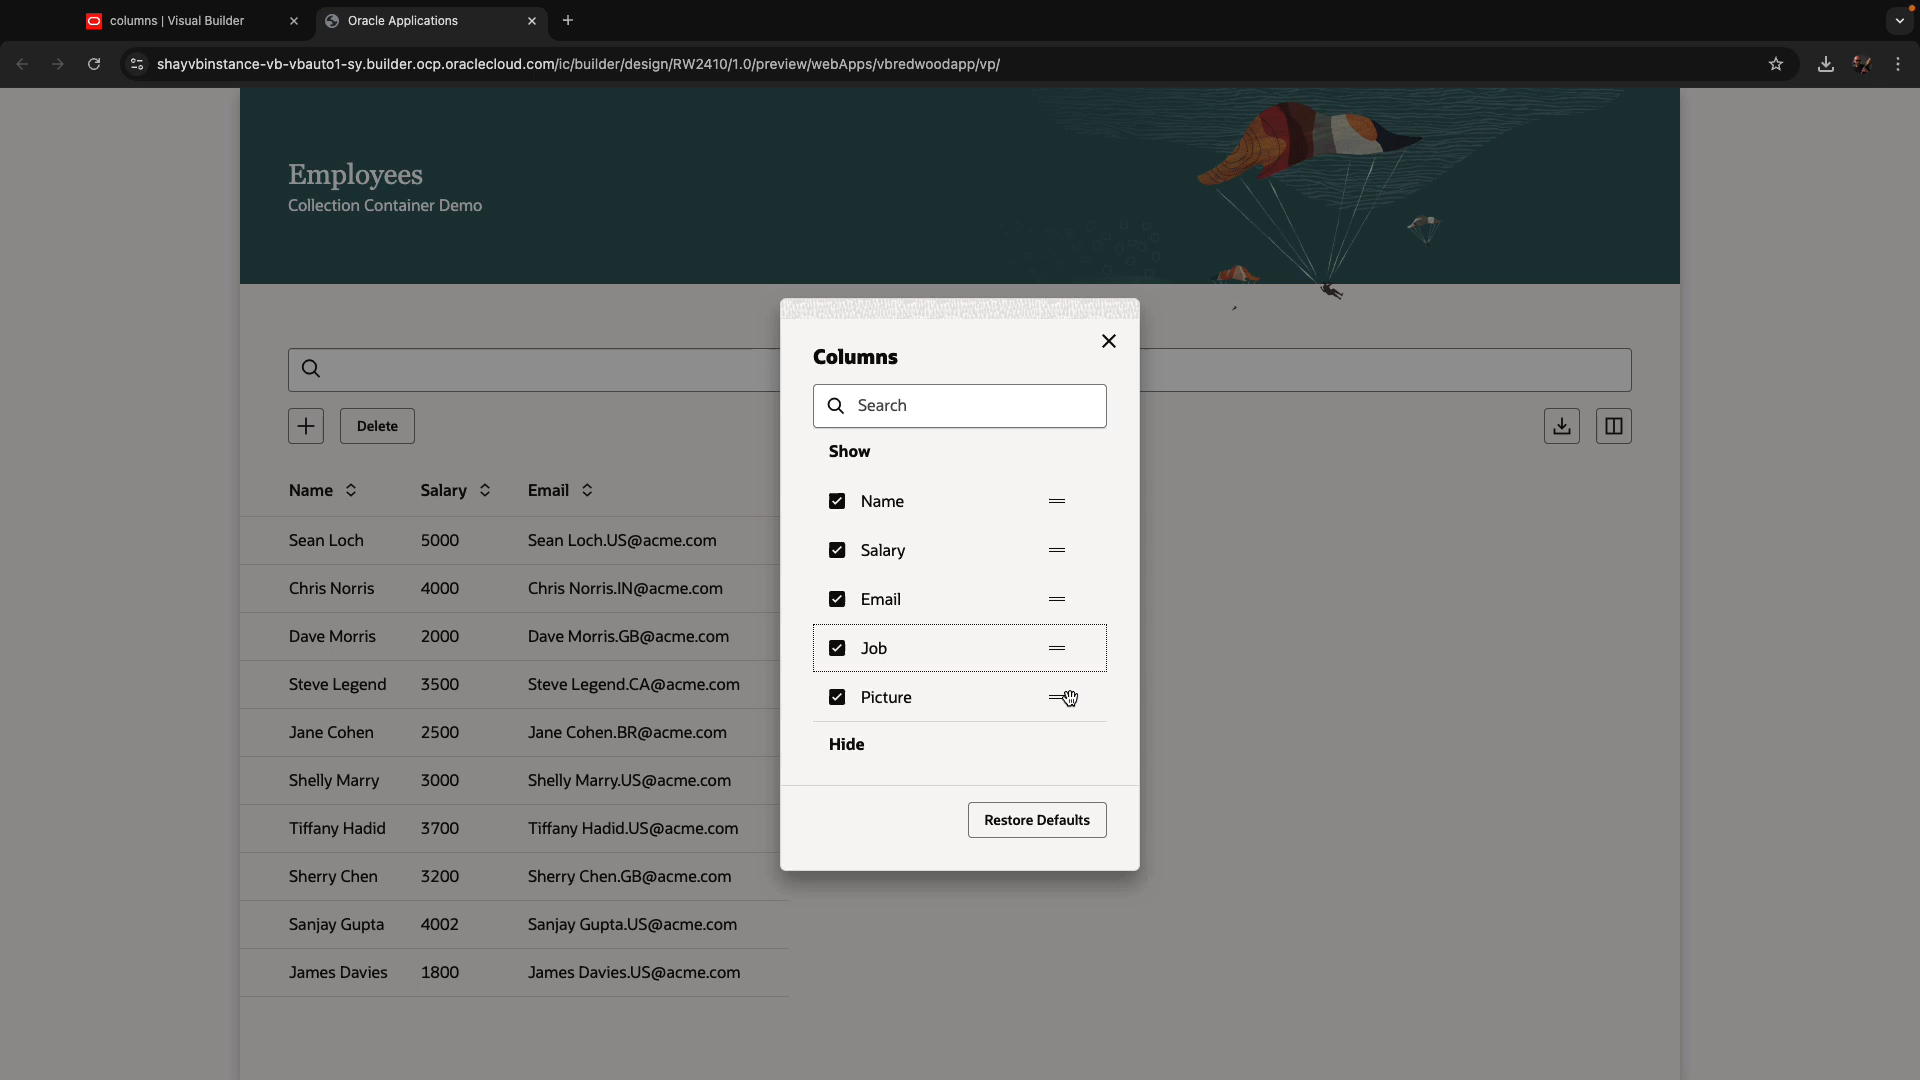 columns | Visual Builder
Oracle Applications
shayvbinstance-vb-vbauto1-sy.builder.ocp.oraclecloud.com/ic/builder/design/RW2410/1.0/preview/webApps/vbredwoodapp/vp/
Employees
Collection Container Demo
Delete
Name
Salary
Email
Sean Loch 5000 Sean Loch.US@acme.com
Chris Norris 4000 Chris Norris.IN@acme.com
Dave Morris 2000 Dave Morris.GB@acme.com
Steve Legend 3500 Steve Legend.CA@acme.com
Jane Cohen 2500 Jane Cohen.BR@acme.com
Shelly Marry 3000 Shelly Marry.US@acme.com
Tiffany Hadid 3700 Tiffany Hadid.US@acme.com
Sherry Chen 3200 Sherry Chen.GB@acme.com
Sanjay Gupta 4002 Sanjay Gupta.US@acme.com
James Davies 1800 James Davies.US@acme.com
Columns
Search
Show
Name
Salary
Email
Job
Picture
Hide
Restore Defaults